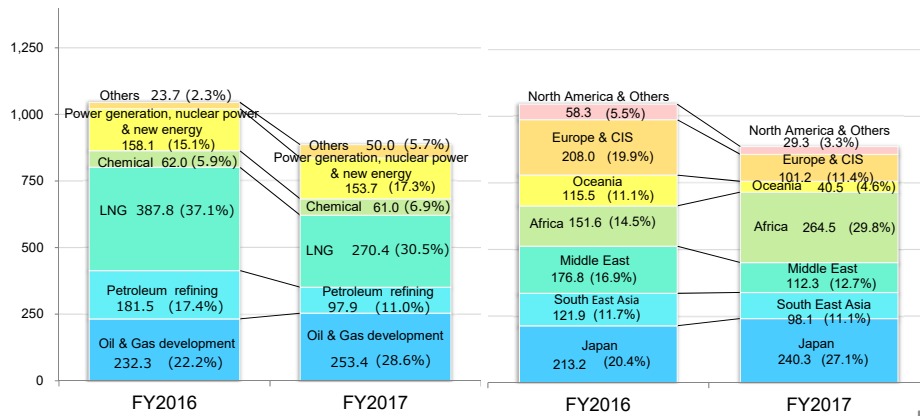 1,250
1,000
750
500
250
0
Others 23.7 (2.3%)
Power generation, nuclear power
& new energy
158.1 (15.1%)
Chemical 62.0 (5.9%)
LNG 387.8 (37.1%)
Petroleum refining
181.5 (17.4%)
Oil & Gas development
232.3 (22.2%)
FY2016
Others 50.0 (5.7%)
Power generation, nuclear power
& new energy
153.7 (17.3%)
Chemical 61.0 (6.9%)
LNG 270.4 (30.5%)
Petroleum refining
97.9 (11.0%)
Oil & Gas development
253.4 (28.6%)
FY2017
North America & Others
58.3 (5.5%)
Europe & CIS
208.0 (19.9%)
Oceania
115.5 (11.1%)
Africa 151.6 (14.5%)
Middle East
176.8 (16.9%)
South East Asia
121.9 (11.7%)
Japan
213.2 (20.4%)
FY2016
North America & Others
29.3 (3.3%)
Europe & CIS
101.2 (11.4%)
Oceania 40.5 (4.6%)
Africa 264.5 (29.8%)
Middle East
112.3 (12.7%)
South East Asia
98.1 (11.1%)
Japan
240.3 (27.1%)
FY2017